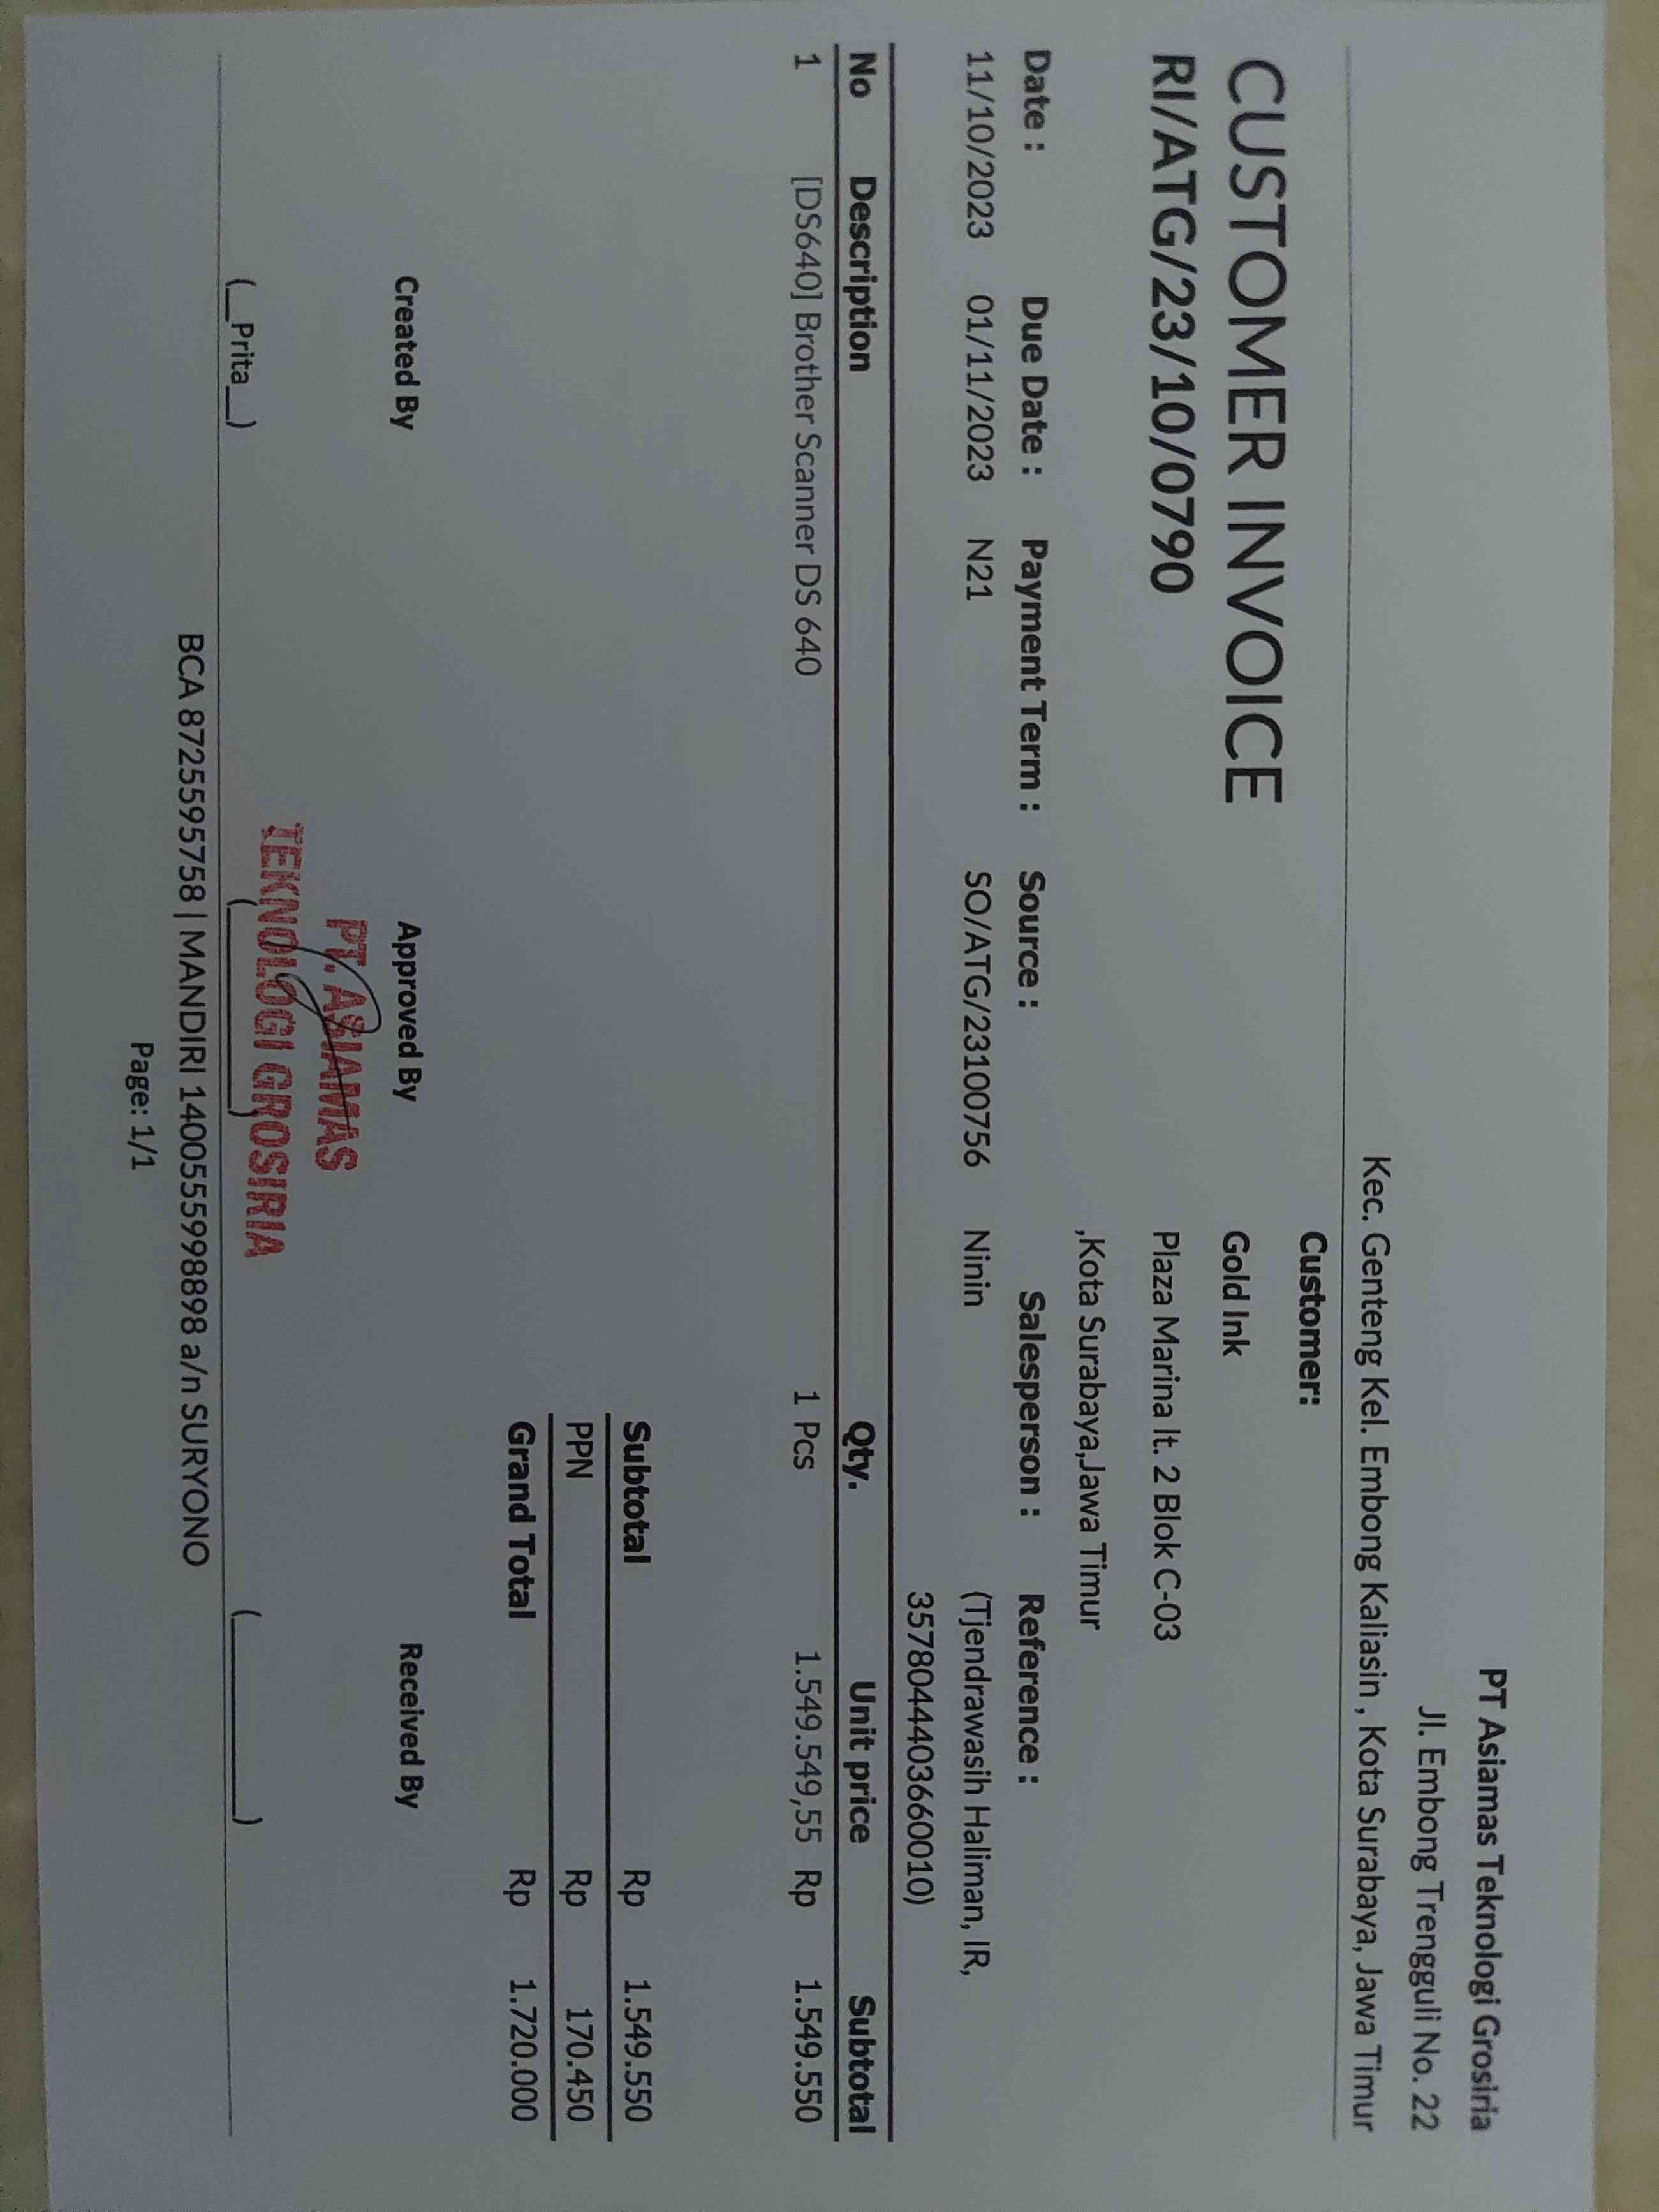 PT Asiamas Teknologi Grosiria
Jl. Embong Trengguli No. 22
Kec. Genteng Kel. Embong Kaliasin , Kota Surabaya, Jawa Timur
CUSTOMER INVOICE
RI//ATG/23/10/0790
Customer:
Gold Ink
Plaza Marina lt. 2 Blok C-03
,Kota Surabaya,Jawa Timur
Date : Due Date : Payment Term : Source : Salesperson : Reference :
11/10/2023 01/11/2023 N21 SO/ATG/23100756 Ninin (Tjendrawasih Haliman, IR,
3578044403660010)
No Description Qty. Unit price Subtotal
1 [DS640] Brother Scanner DS 640 1 Pcs 1.549.549,55 Rp 1.549.550
Subtotal Rp 1.549.550
PPN Rp 170.450
Grand Total Rp 1.720.000
Created By Approved By Received By
PT. ASIAMAS
TEKNOLOGI GROSIRIA
(__Prita__) (__________) (__________)
BCA 8725595758 | MANDIRI 1400555998898 a/n SURYONO
Page: 1/1